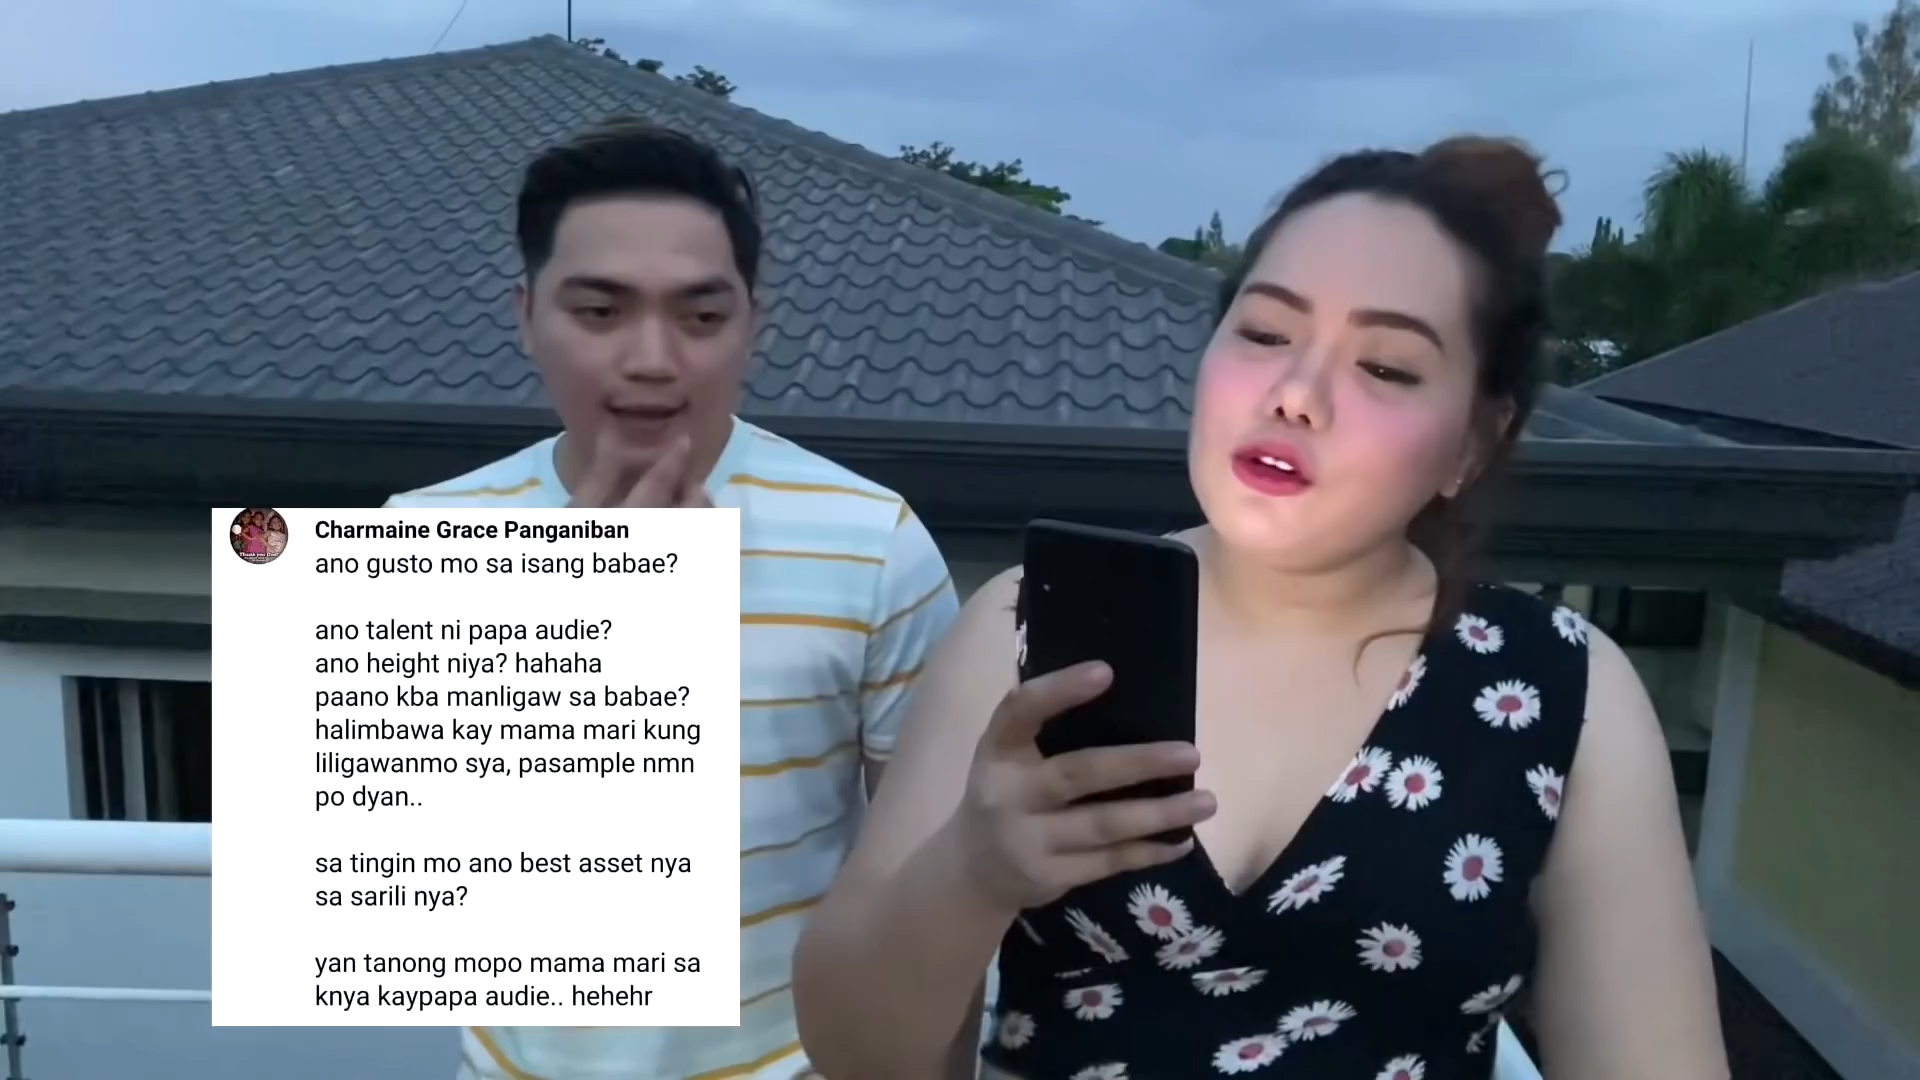 Charmaine Grace Panganiban
ano gusto mo sa isang babae?
ano talent ni papa audie?
ano height niya? hahaha
paano kba manligaw sa babae?
halimbawa kay mama mari kung
liligawanmo sya, pasample nmn
po dyan..
sa tingin mo ano best asset nya
sa sarili nya?
yan tanong mopo mama mari sa
knya kaypapa audie.. hehehr